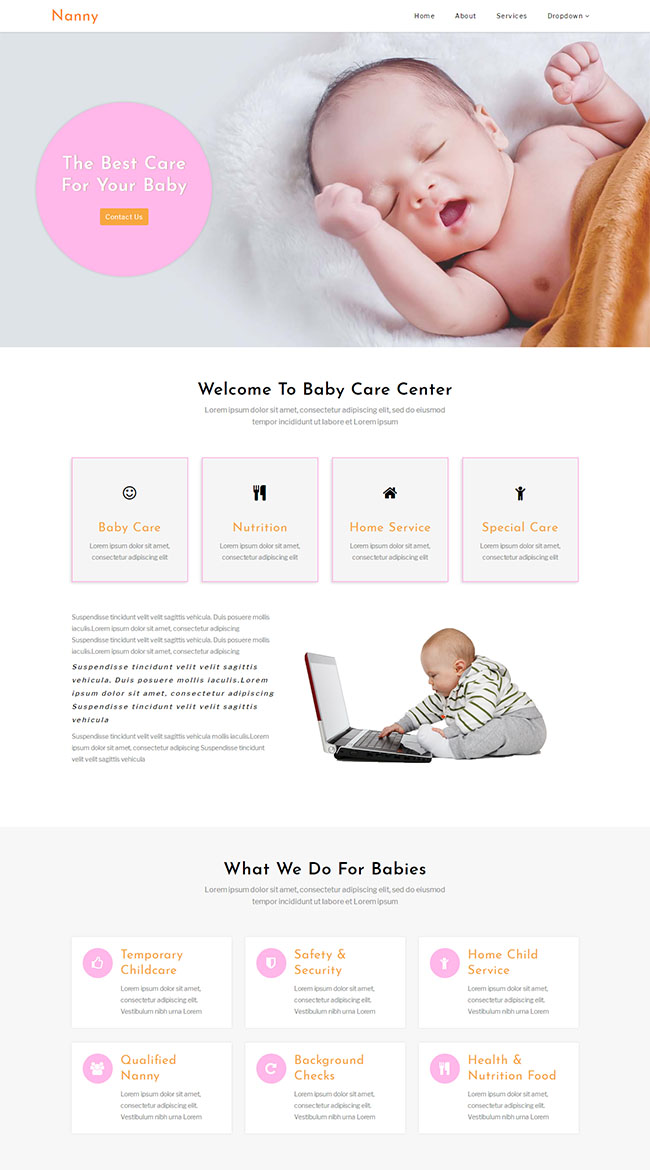 Nanny
Home About Services Dropdown
The Best Care
For Your Baby
Contact Us
Welcome To Baby Care Center
Lorem ipsum dolor sit amet, consectetur adipiscing elit, sed do eiusmod
tempor incididunt ut labore et Lorem ipsum
Baby Care
Lorem ipsum dolor sit amet,
consectetur adipiscing elit
Nutrition
Lorem ipsum dolor sit amet,
consectetur adipiscing elit
Home Service
Lorem ipsum dolor sit amet,
consectetur adipiscing elit
Special Care
Lorem ipsum dolor sit amet,
consectetur adipiscing elit
Suspendisse tincidunt velit velit sagittis vehicula. Duis posuere mollis
iaculis.Lorem ipsum dolor sit amet, consectetur adipiscing
Suspendisse tincidunt velit velit sagittis vehicula. Duis posuere mollis
iaculis.Lorem ipsum dolor sit amet, consectetur adipiscing
Suspendisse tincidunt velit velit sagittis
vehicula, Duis posuere mollis iaculis.Lorem
ipsum dolor sit amet, consectetur adipiscing
Suspendisse tincidunt velit velit sagittis
vehicula
Suspendisse tincidunt velit velit sagittis vehicula mollis iaculis.Lorem
ipsum dolor sit amet, consectetur adipiscing Suspendisse tincidunt
velit velit sagittis vehicula
What We Do For Babies
Lorem ipsum dolor sit amet, consectetur adipiscing elit, sed do eiusmod
tempor incididunt ut labore et Lorem ipsum
Temporary
Childcare
Lorem ipsum dolor sit amet,
consectetur adipiscing elit.
Vestibulum nibh urna Lorem
Safety &
Security
Lorem ipsum dolor sit amet,
consectetur adipiscing elit.
Vestibulum nibh urna Lorem
Home Child
Service
Lorem ipsum dolor sit amet,
consectetur adipiscing elit.
Vestibulum nibh urna Lorem
Qualified
Nanny
Lorem ipsum dolor sit amet,
consectetur adipiscing elit.
Vestibulum nibh urna Lorem
Background
Checks
Lorem ipsum dolor sit amet,
consectetur adipiscing elit.
Vestibulum nibh urna Lorem
Health &
Nutrition Food
Lorem ipsum dolor sit amet,
consectetur adipiscing elit.
Vestibulum nibh urna Lorem